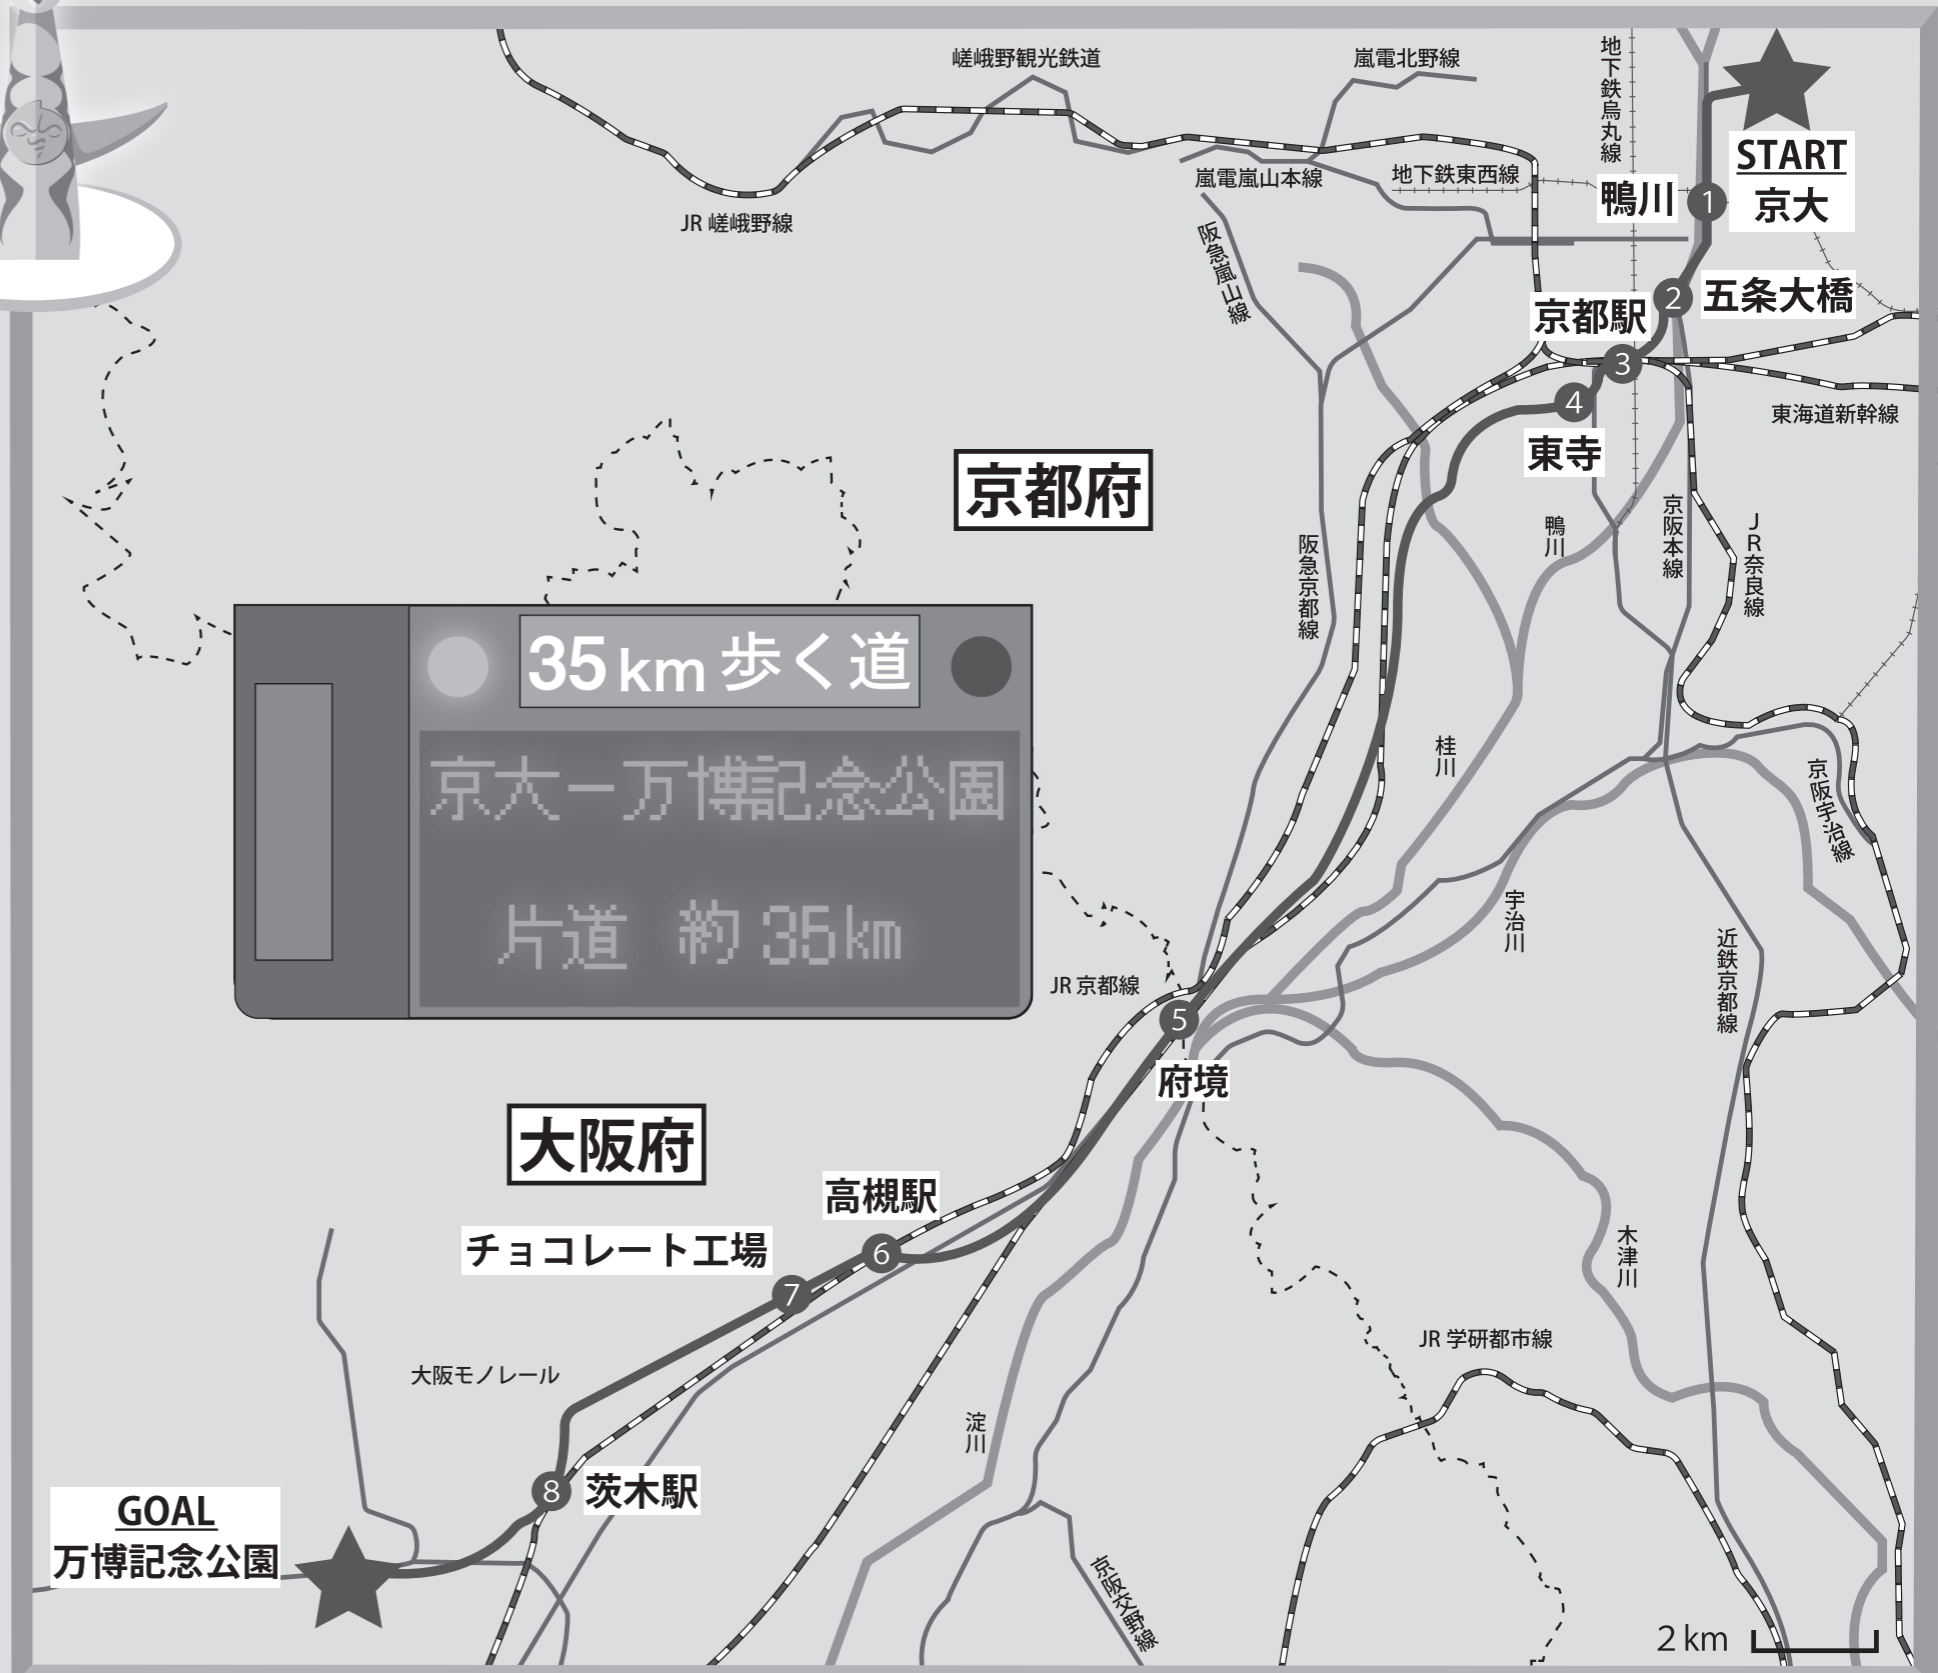 嵯峨野観光鉄道
嵐電北野線
地下鉄烏丸線
START
京大
JR 嵯峨野線
嵐電嵐山本線
地下鉄東西線
鴨川
1
阪急嵐山線
2
五条大橋
京都駅
3
4
東寺
東海道新幹線
京都府
阪急京都線
鴨川
京阪本線
JR奈良線
35 km 歩く道
京大ー万博記念公園
片道 約 35km
桂川
京阪宇治線
宇治川
近鉄京都線
JR 京都線
5
府境
大阪府
高槻駅
6
チョコレート工場
7
木津川
JR 学研都市線
大阪モノレール
淀川
8
茨木駅
GOAL
万博記念公園
京阪交野線
2 km